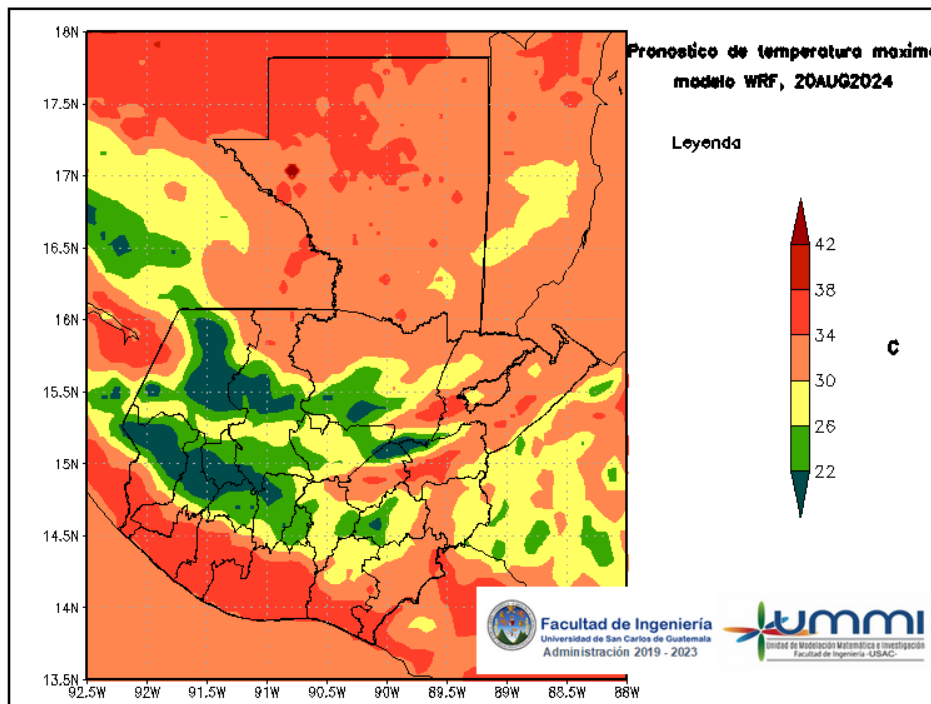 Pronostico de temperatura maxima
modelo WRF, 20AUG2024
Leyenda
18N
17.5N
17N
16.5N
16N
15.5N
15N
14.5N
14N
13.5N
92.5W
92W
91.5W
91W
90.5W
90W
89.5W
89W
88.5W
88W
42
38
34
30
26
22
C
Facultad de Ingeniería
Universidad de San Carlos de Guatemala
Administración 2019 - 2023
ummi
Unidad de Modelación Matemática e Investigación
Facultad de Ingeniería -USAC-